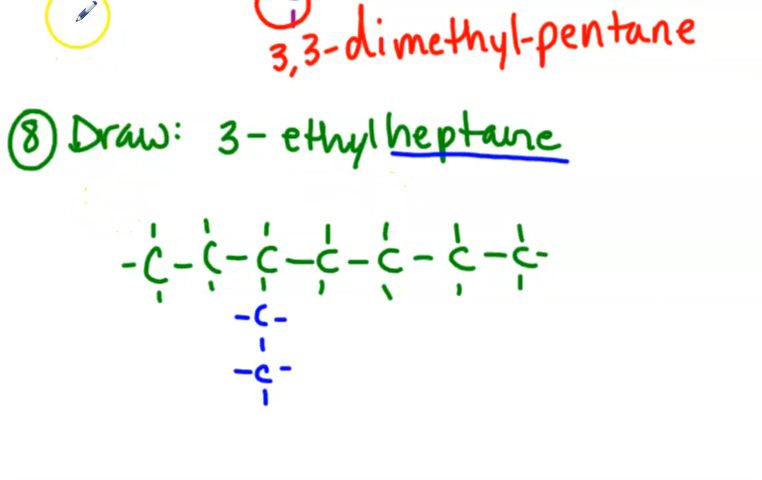 3,3-dimethyl-pentane
8 Draw: 3-ethylheptane
-C-C-C-C-C-C-C-
-C-
-C-